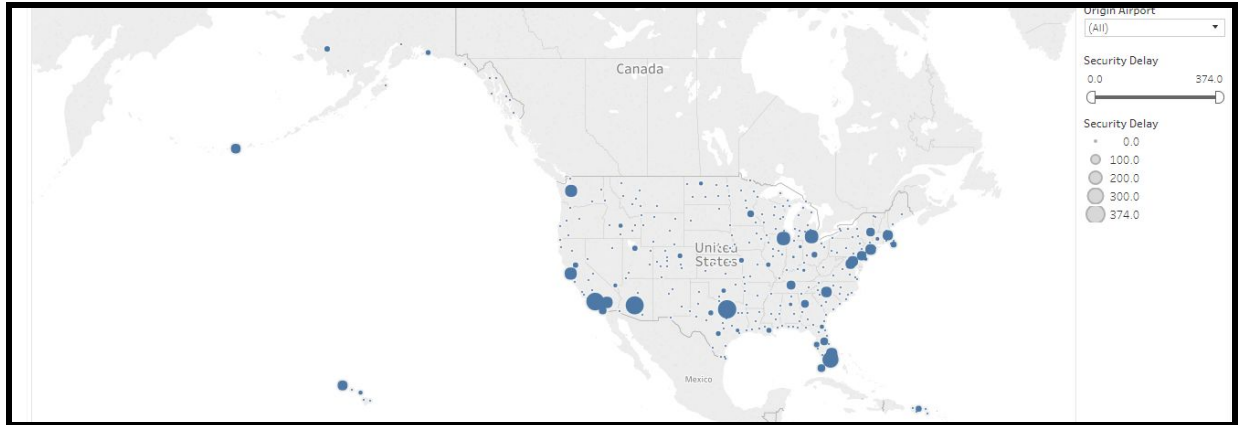 Canada
United
States
Mexico
Origin Airport
(All)
Security Delay
0.0 374.0
Security Delay
0.0
100.0
200.0
300.0
374.0